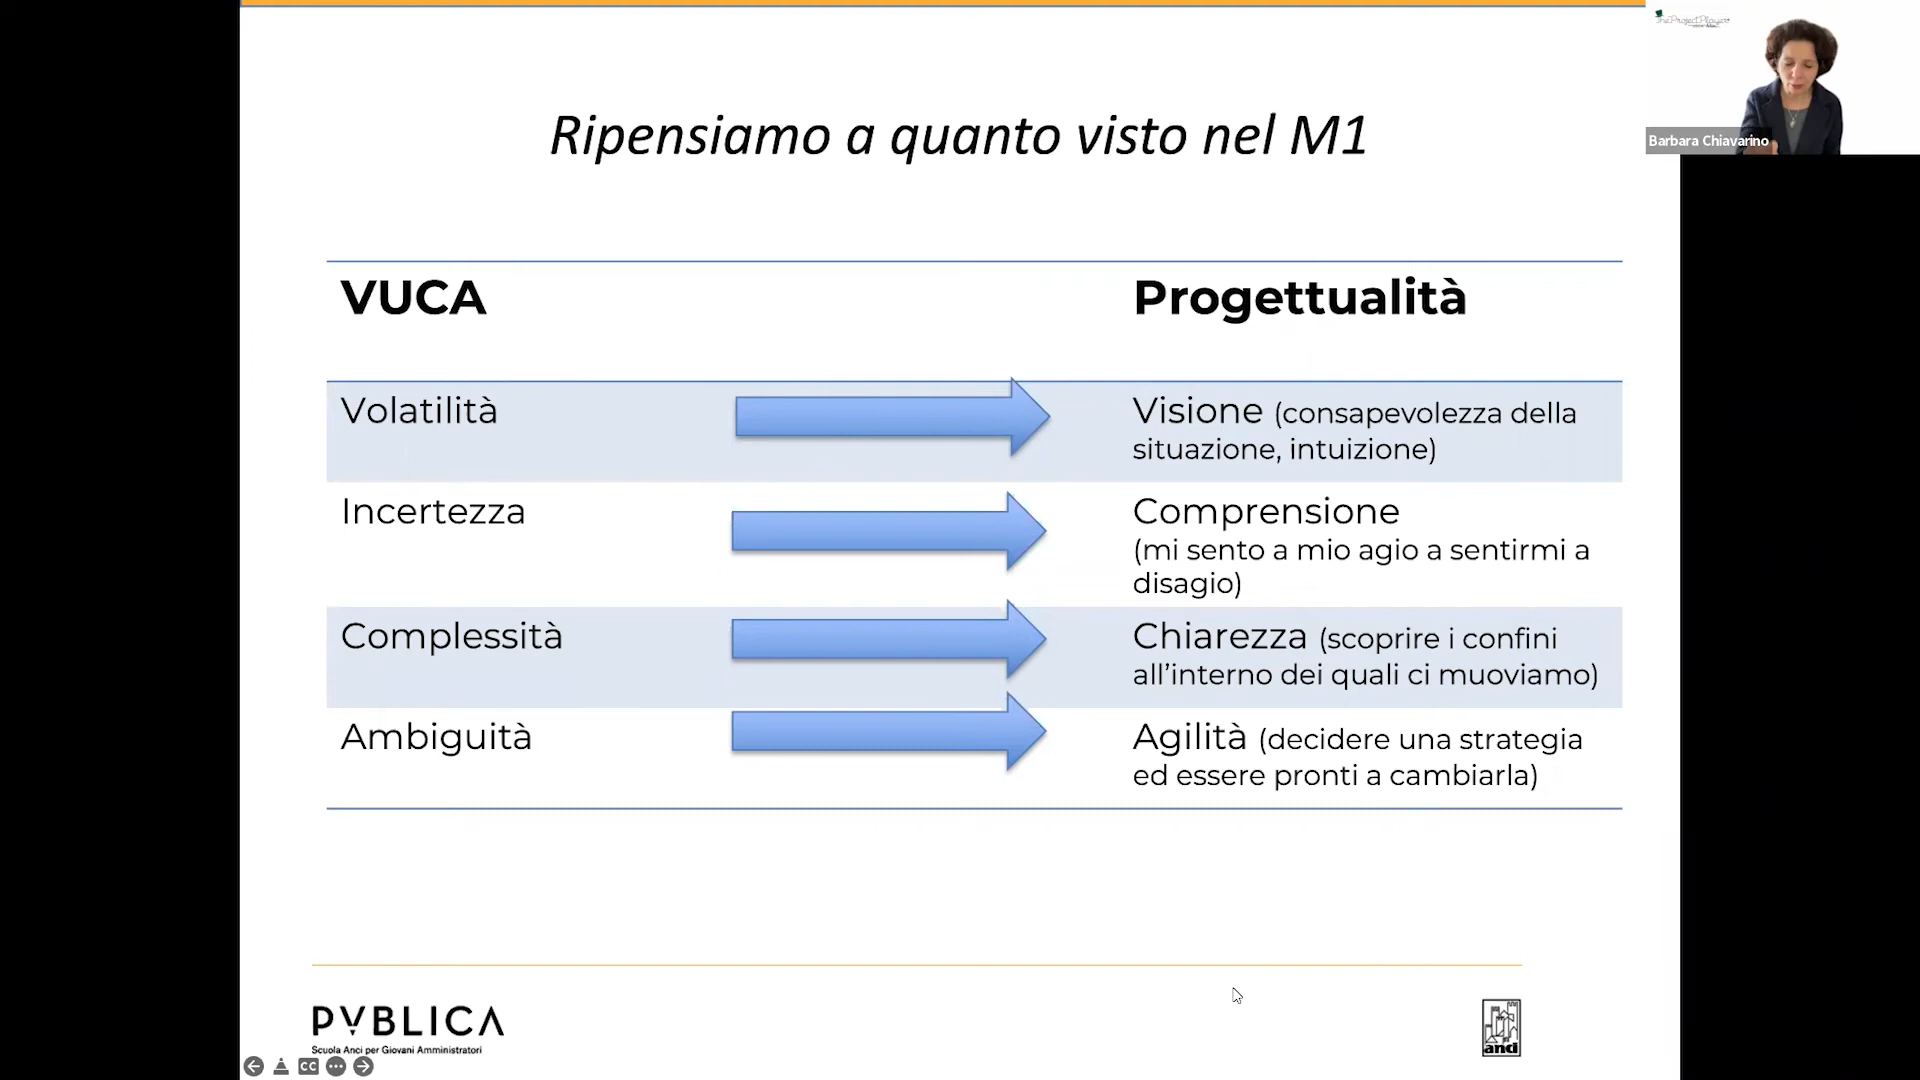 TheProjectPlayer
Barbara Chiavarino
Ripensiamo a quanto visto nel M1
VUCA
Progettualità
Volatilità
Visione (consapevolezza della
situazione, intuizione)
Incertezza
Comprensione
(mi sento a mio agio a sentirmi a
disagio)
Complessità
Chiarezza (scoprire i confini
all’interno dei quali ci muoviamo)
Ambiguità
Agilità (decidere una strategia
ed essere pronti a cambiarla)
PVBLICA
Scuola Anci per Giovani Amministratori
CC
anci